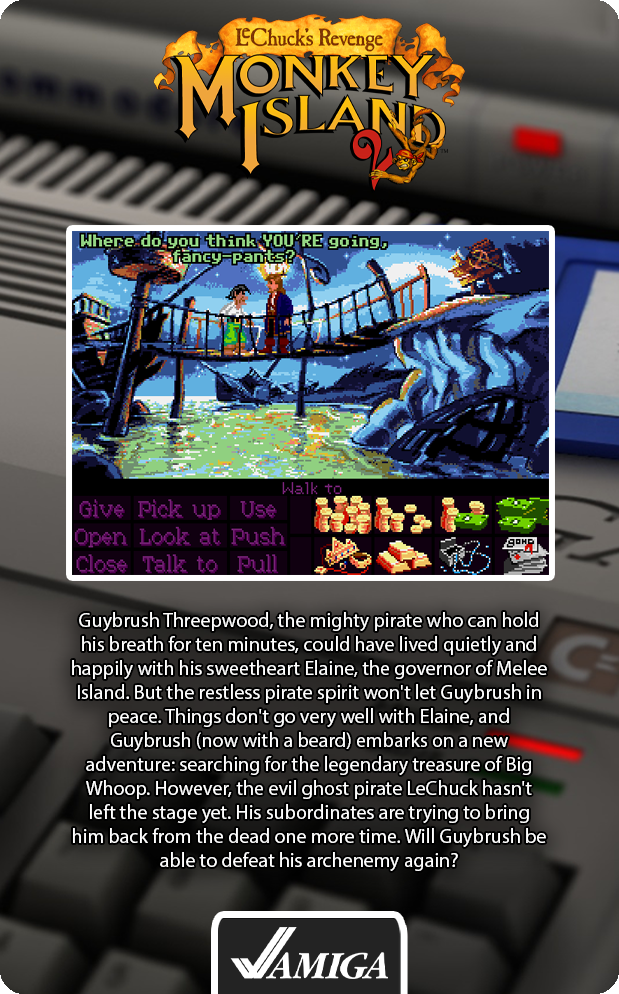 LeChuck's Revenge
MONKEY
ISLAND
2
Where do you think YOU'RE going,
fancy-pants?
Walk to
Give Pick up Use
Open Look at Push
Close Talk to Pull
Guybrush Threepwood, the mighty pirate who can hold
his breath for ten minutes, could have lived quietly and
happily with his sweetheart Elaine, the governor of Melee
Island. But the restless pirate spirit won't let Guybrush in
peace. Things don't go very well with Elaine, and
Guybrush (now with a beard) embarks on a new
adventure: searching for the legendary treasure of Big
Whoop. However, the evil ghost pirate LeChuck hasn't
left the stage yet. His subordinates are trying to bring
him back from the dead one more time. Will Guybrush be
able to defeat his archenemy again?
AMIGA